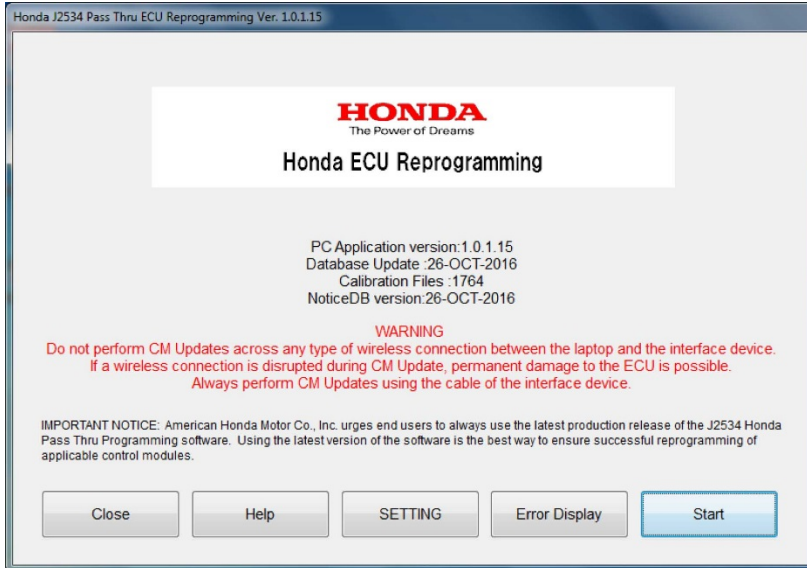 Honda J2534 Pass Thru ECU Reprogramming Ver. 1.0.1.15
HONDA
The Power of Dreams
Honda ECU Reprogramming
PC Application version:1.0.1.15
Database Update :26-OCT-2016
Calibration Files :1764
NoticeDB version:26-OCT-2016
WARNING
Do not perform CM Updates across any type of wireless connection between the laptop and the interface device.
If a wireless connection is disrupted during CM Update, permanent damage to the ECU is possible.
Always perform CM Updates using the cable of the interface device.
IMPORTANT NOTICE: American Honda Motor Co., Inc. urges end users to always use the latest production release of the J2534 Honda
Pass Thru Programming software. Using the latest version of the software is the best way to ensure successful reprogramming of
applicable control modules.
Close
Help
SETTING
Error Display
Start